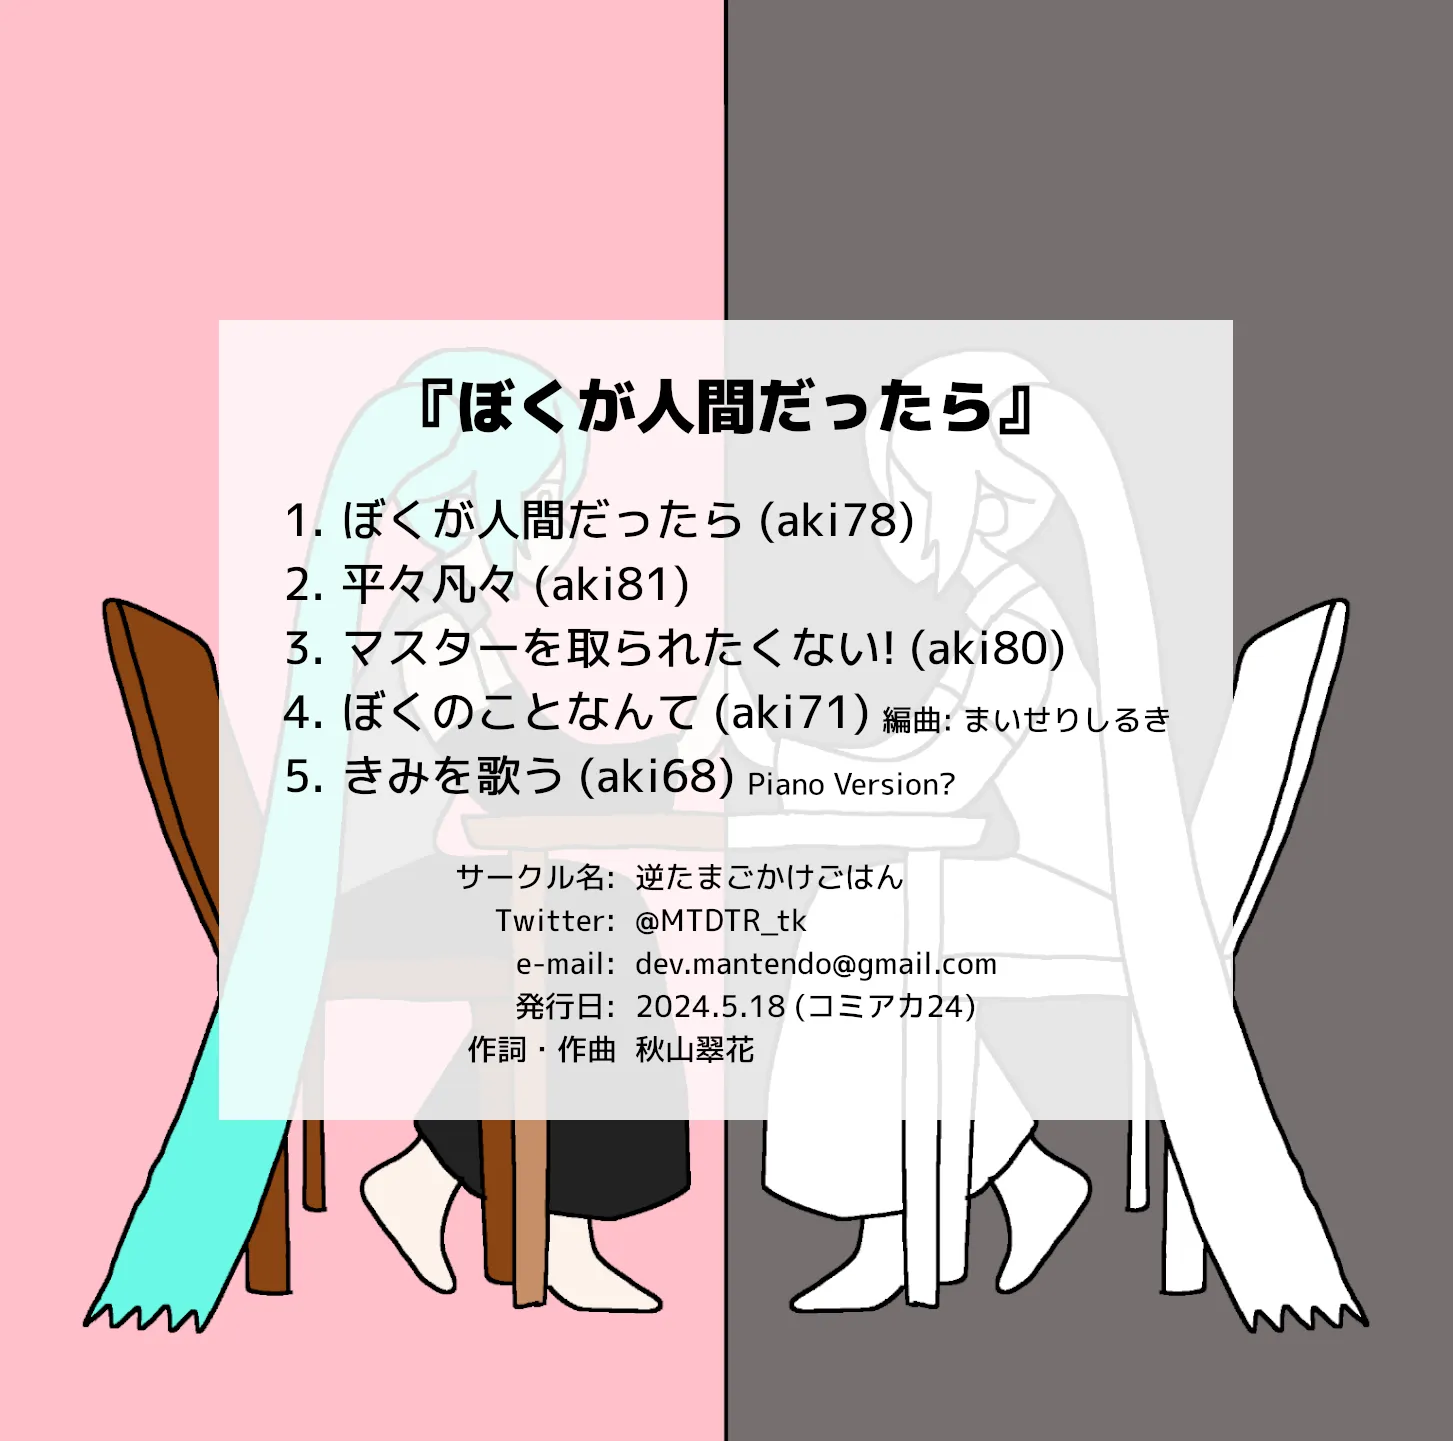 『ぼくが人間だったら』
1. ぼくが人間だったら (aki78)
2. 平々凡々 (aki81)
3. マスターを取られたくない! (aki80)
4. ぼくのことなんて (aki71) 編曲: まいせりしるき
5. きみを歌う (aki68) Piano Version?
サークル名: 逆たまごかけごはん
Twitter: @MTDTR_tk
e-mail: dev.mantendo@gmail.com
発行日: 2024.5.18 (コミアカ24)
作詞・作曲 秋山翠花